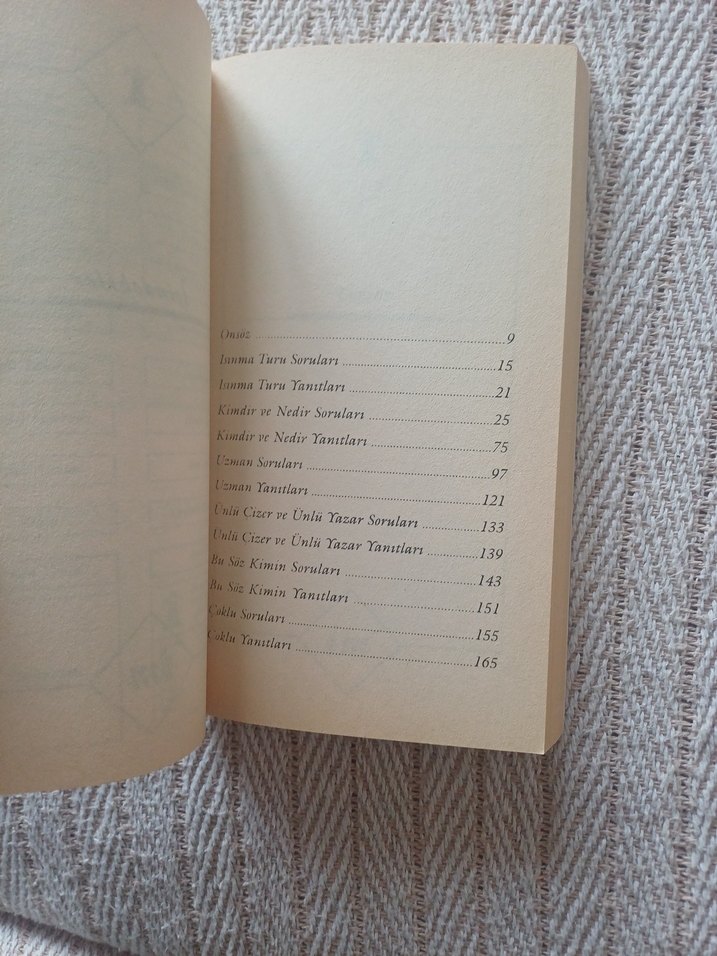 Önsöz ........ 9
Isınma Turu Soruları ........ 15
Isınma Turu Yanıtları ........ 21
Kimdir ve Nedir Soruları ........ 25
Kimdir ve Nedir Yanıtları ........ 75
Uzman Soruları ........ 97
Uzman Yanıtları ........ 121
Ünlü Çizer ve Ünlü Yazar Soruları ........ 133
Ünlü Çizer ve Ünlü Yazar Yanıtları ........ 139
Bu Söz Kimin Soruları ........ 143
Bu Söz Kimin Yanıtları ........ 151
Çoklu Soruları ........ 155
Çoklu Yanıtları ........ 165